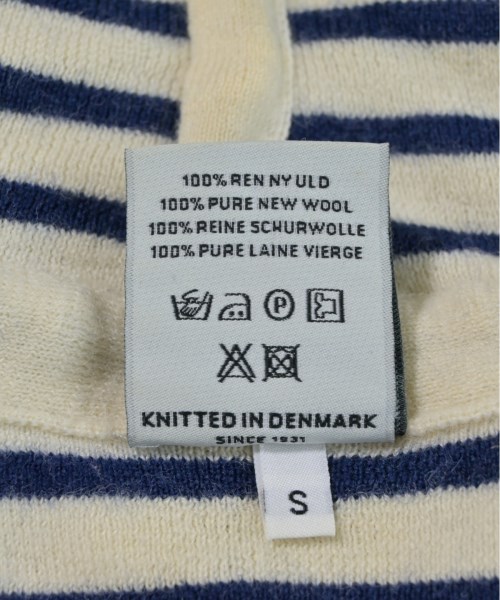 100% REN NY ULD
100% PURE NEW WOOL
100% REINE SCHURWOLLE
100% PURE LAINE VIERGE
P
KNITTED IN DENMARK
SINCE 1931
S